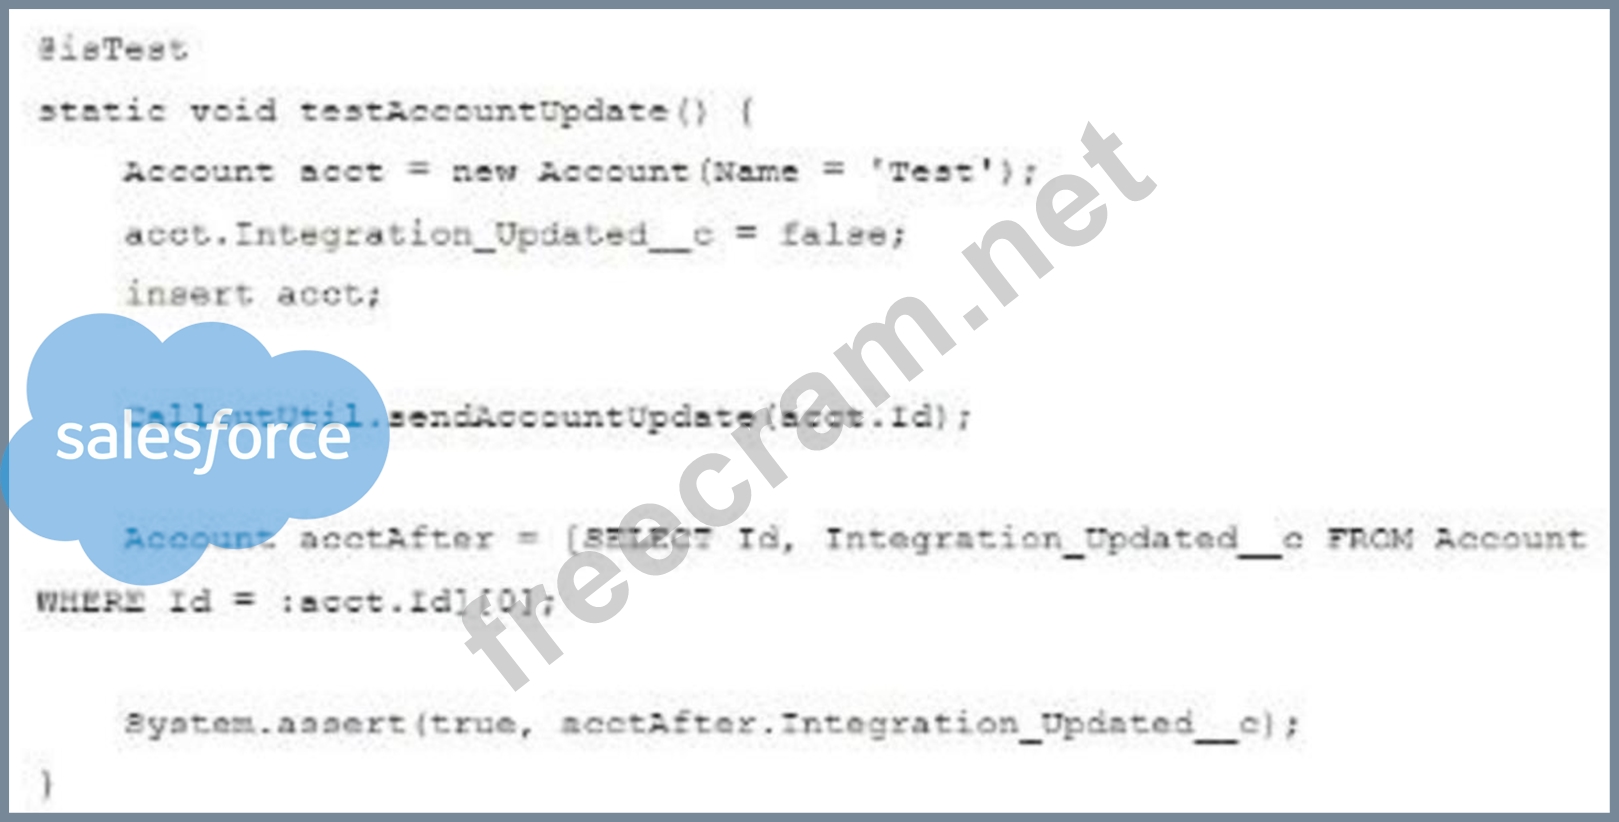 @isTest
static void testAccountUpdate() {
Account acct = new Account(Name = 'Test');
acct.Integration_Updated__c = false;
insert acct;
CalloutUtil.sendAccountUpdate(acct.Id);
salesforce
Account acctAfter = [SELECT Id, Integration_Updated__c FROM Account
WHERE Id = :acct.Id][0];
System.assert(true, acctAfter.Integration_Updated__c);
}
freecram.net